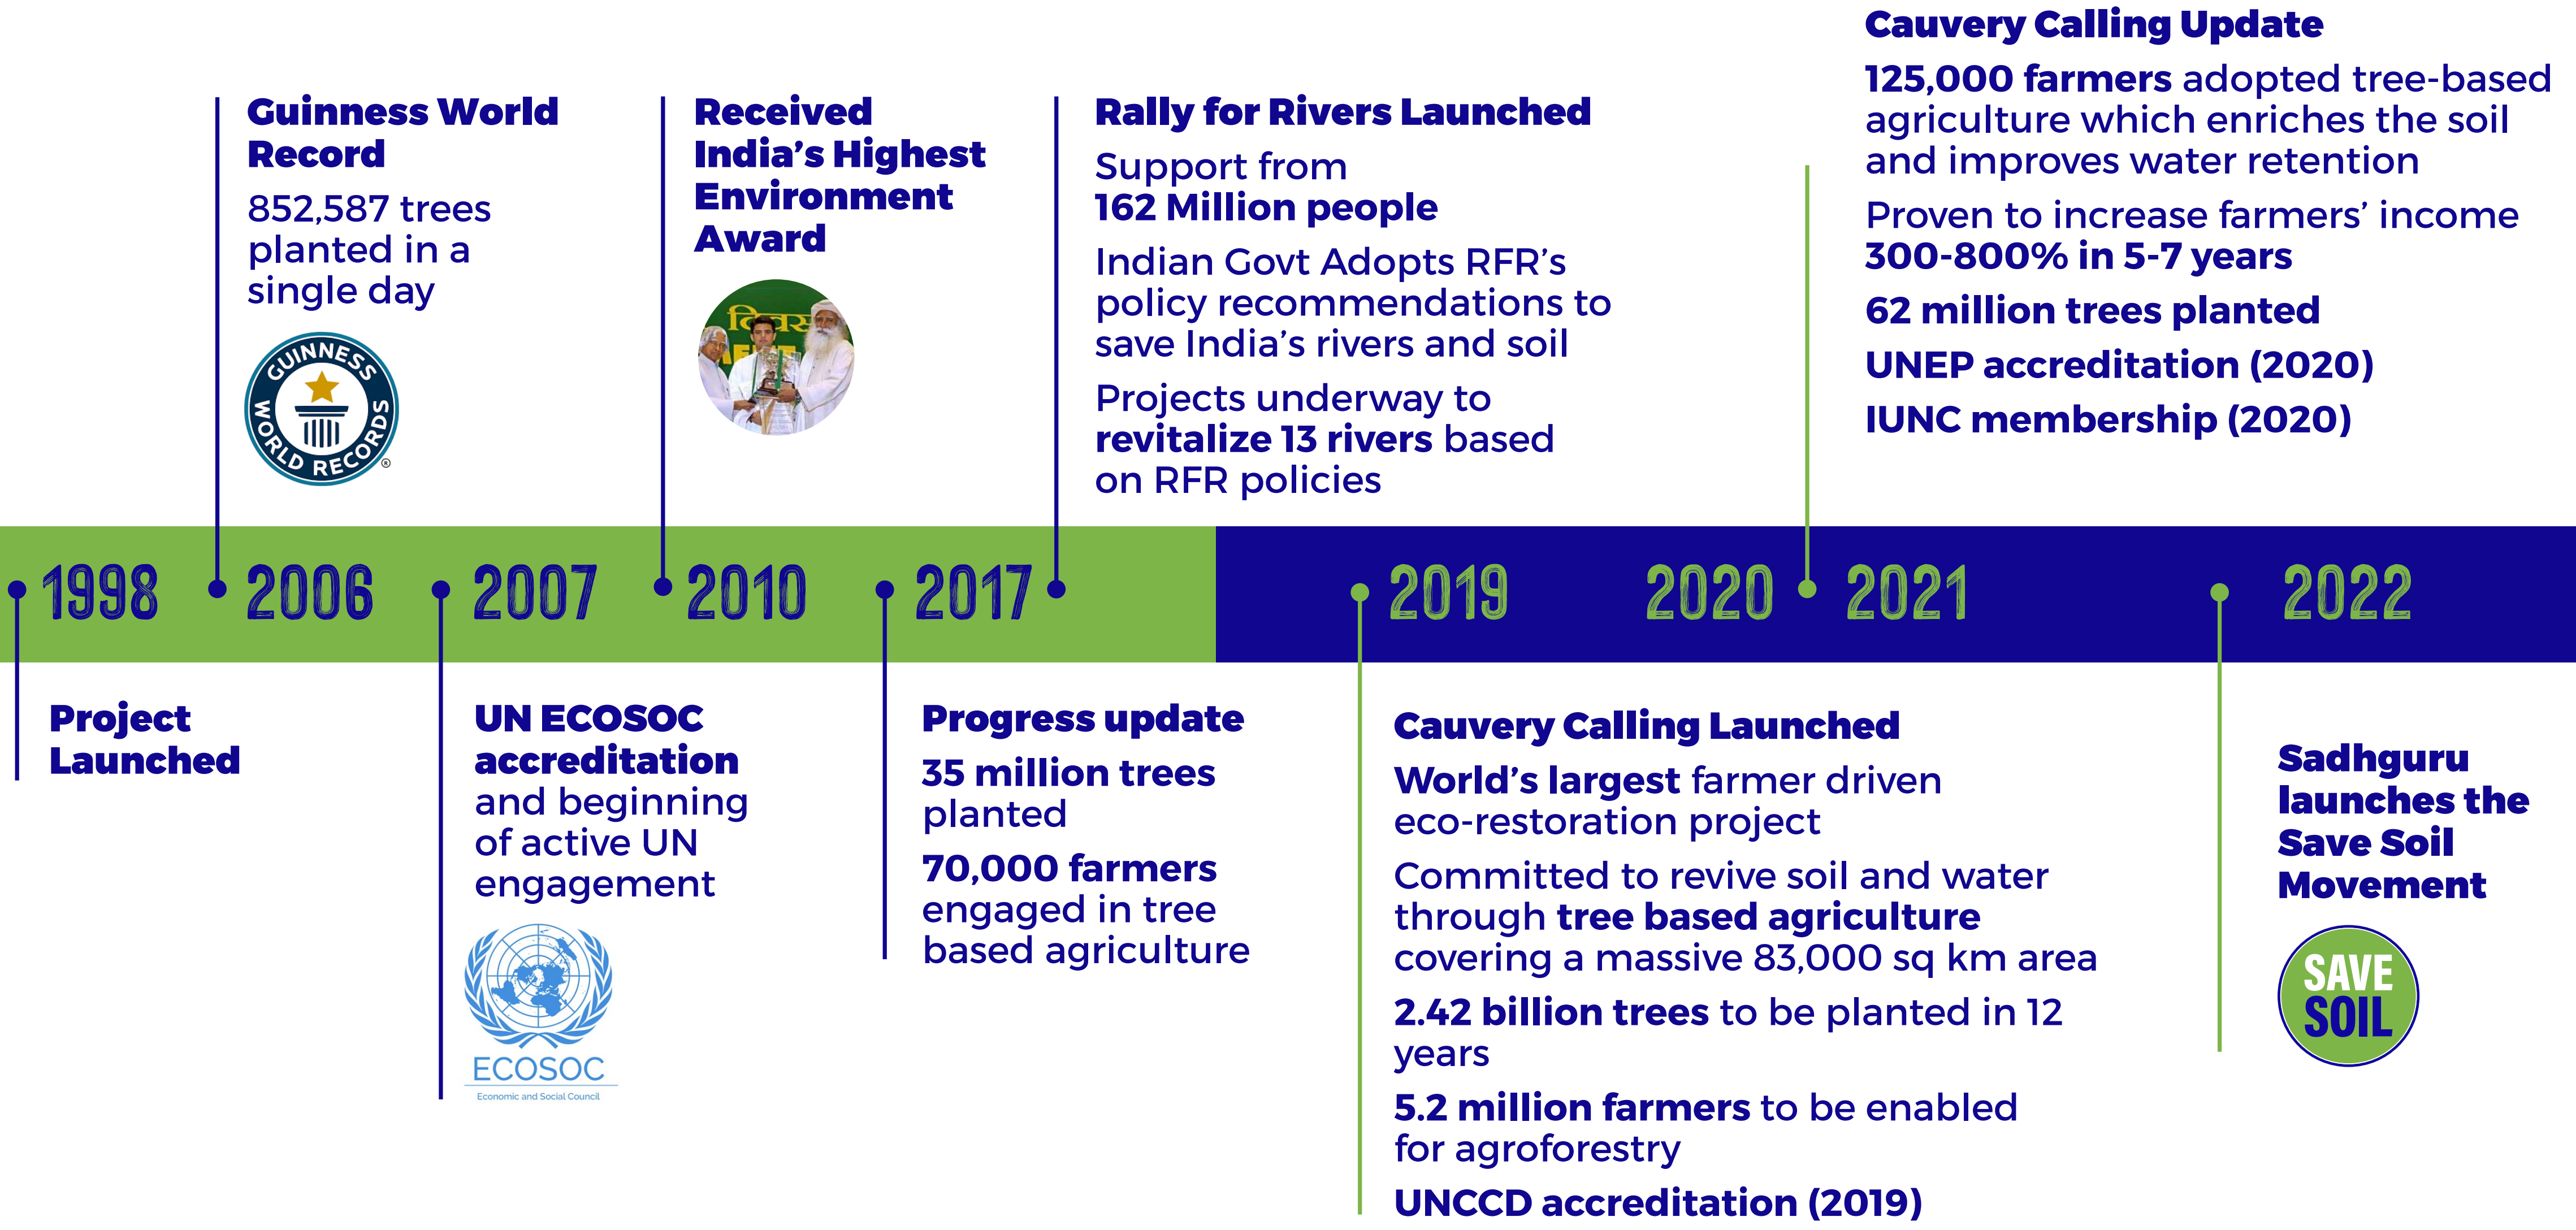 Cauvery Calling Update
125,000 farmers adopted tree-based
agriculture which enriches the soil
and improves water retention
Proven to increase farmers’ income
300-800% in 5-7 years
62 million trees planted
UNEP accreditation (2020)
IUNC membership (2020)
Guinness World
Record
852,587 trees
planted in a
single day
GUINNESS
WORLD RECORDS
®
Received
India’s Highest
Environment
Award
दिवस
Rally for Rivers Launched
Support from
162 Million people
Indian Govt Adopts RFR’s
policy recommendations to
save India’s rivers and soil
Projects underway to
revitalize 13 rivers based
on RFR policies
1998
2006
2007
2010
2017
2019
2020
2021
2022
Project
Launched
UN ECOSOC
accreditation
and beginning
of active UN
engagement
ECOSOC
Economic and Social Council
Progress update
35 million trees
planted
70,000 farmers
engaged in tree
based agriculture
Cauvery Calling Launched
World’s largest farmer driven
eco-restoration project
Committed to revive soil and water
through tree based agriculture
covering a massive 83,000 sq km area
2.42 billion trees to be planted in 12
years
5.2 million farmers to be enabled
for agroforestry
UNCCD accreditation (2019)
Sadhguru
launches the
Save Soil
Movement
SAVE
SOIL